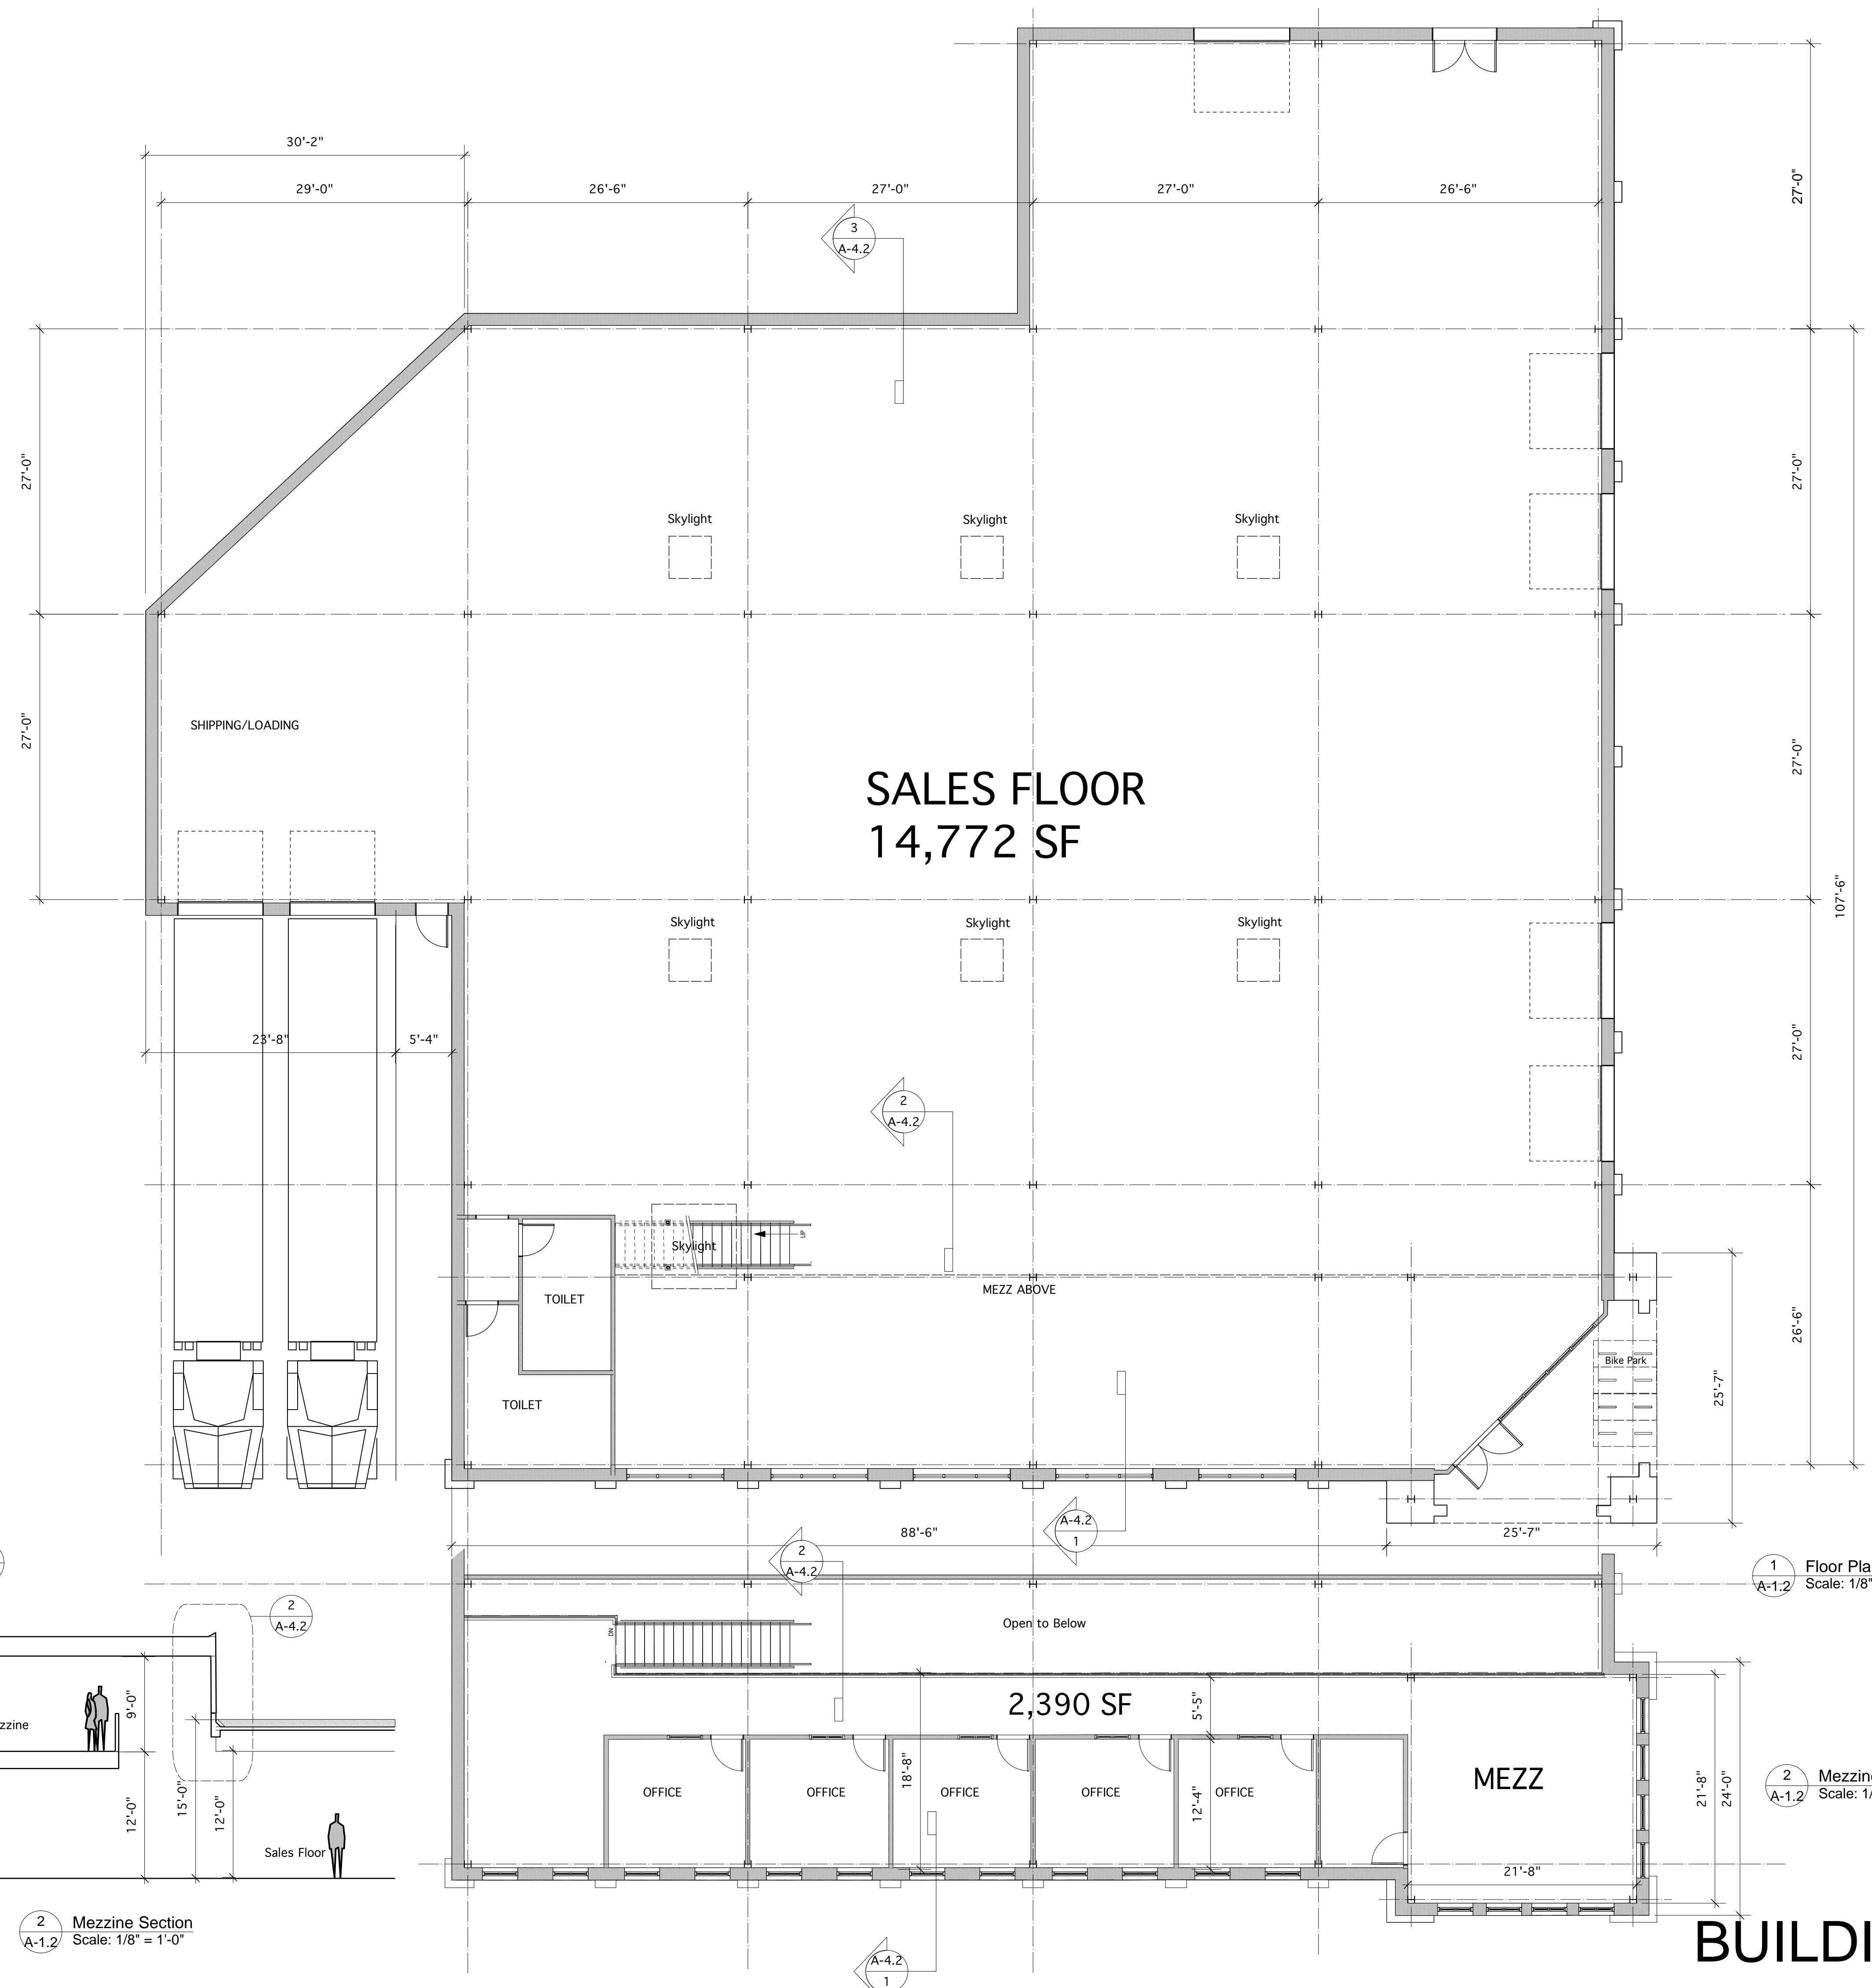 30'-2"
29'-0"
26'-6"
27'-0"
27'-0"
26'-6"
27'-0"
3
A-4.2
27'-0"
27'-0"
Skylight
Skylight
Skylight
27'-0"
SHIPPING/LOADING
27'-0"
SALES FLOOR
14,772 SF
107'-6"
Skylight
Skylight
Skylight
23'-8"
5'-4"
27'-0"
2
A-4.2
UP
Skylight
MEZZ ABOVE
TOILET
26'-6"
Bike Park
25'-7"
TOILET
88'-6"
A-4.2
1
25'-7"
2
A-4.2
1
A-1.2
Floor Pla
Scale: 1/8"
2
A-4.2
DN
Open to Below
9'-0"
zzine
2,390 SF
5'-5"
18'-8"
12'-4"
OFFICE
OFFICE
OFFICE
OFFICE
OFFICE
MEZZ
21'-8"
24'-0"
2
A-1.2
Mezzine
Scale: 1/
12'-0"
15'-0"
12'-0"
Sales Floor
21'-8"
2
A-1.2
Mezzine Section
Scale: 1/8" = 1'-0"
A-4.2
1
BUILDI